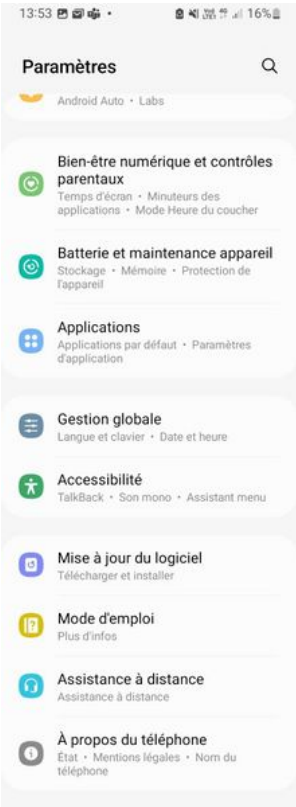 13:53
16%
Paramètres
Android Auto • Labs
Bien-être numérique et contrôles
parentaux
Temps d'écran • Minuteurs des
applications • Mode Heure du coucher
Batterie et maintenance appareil
Stockage • Mémoire • Protection de
l'appareil
Applications
Applications par défaut • Paramètres
d'application
Gestion globale
Langue et clavier • Date et heure
Accessibilité
TalkBack • Son mono • Assistant menu
Mise à jour du logiciel
Télécharger et installer
Mode d'emploi
Plus d'infos
Assistance à distance
Assistance à distance
À propos du téléphone
État • Mentions légales • Nom du
téléphone